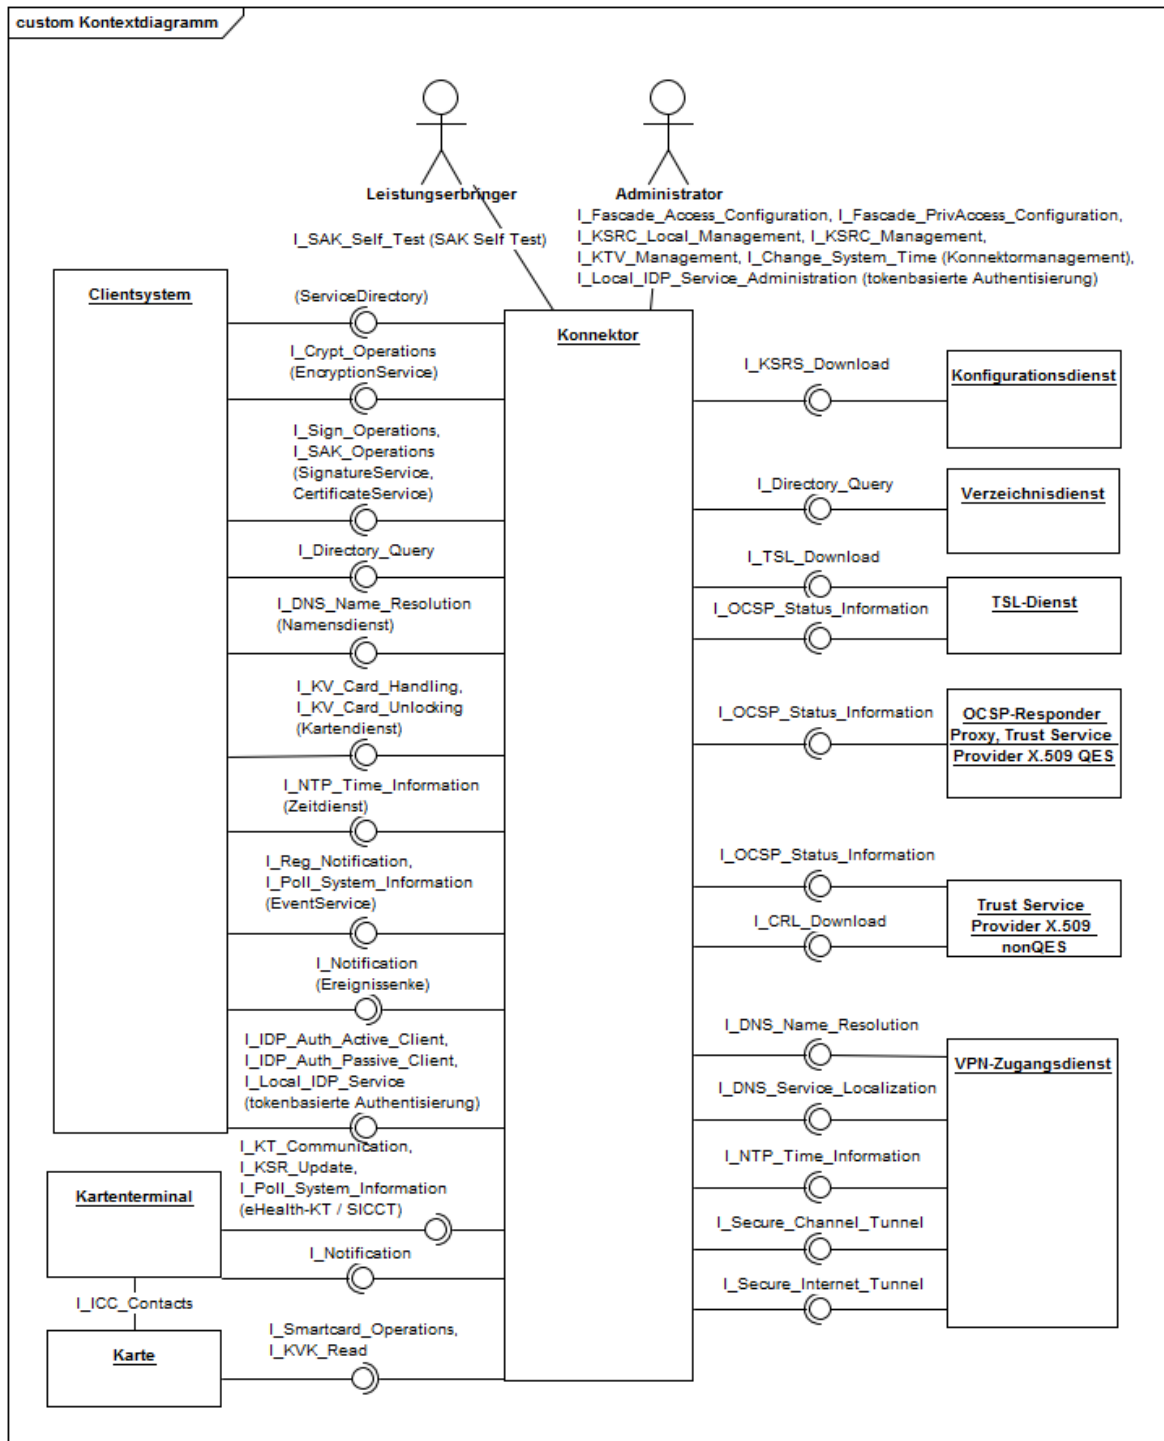 custom Kontextdiagramm
Leistungserbringer
Administrator
I_SAK_Self_Test (SAK Self Test)
I_Fascade_Access_Configuration, I_Fascade_PrivAccess_Configuration,
I_KSRC_Local_Management, I_KSRC_Management,
I_KTV_Management, I_Change_System_Time (Konnektormanagement),
I_Local_IDP_Service_Administration (tokenbasierte Authentisierung)
Clientsystem
(ServiceDirectory)
I_Crypt_Operations
(EncryptionService)
I_Sign_Operations,
I_SAK_Operations
(SignatureService,
CertificateService)
I_Directory_Query
I_DNS_Name_Resolution
(Namensdienst)
I_KV_Card_Handling,
I_KV_Card_Unlocking
(Kartendienst)
I_NTP_Time_Information
(Zeitdienst)
I_Reg_Notification,
I_Poll_System_Information
(EventService)
I_Notification
(Ereignissenke)
I_IDP_Auth_Active_Client,
I_IDP_Auth_Passive_Client,
I_Local_IDP_Service
(tokenbasierte Authentisierung)
I_KT_Communication,
I_KSR_Update,
I_Poll_System_Information
(eHealth-KT / SICCT)
Kartenterminal
I_Notification
I_ICC_Contacts
I_Smartcard_Operations,
I_KVK_Read
Karte
Konnektor
I_KSRS_Download
Konfigurationsdienst
I_Directory_Query
Verzeichnisdienst
I_TSL_Download
I_OCSP_Status_Information
TSL-Dienst
I_OCSP_Status_Information
OCSP-Responder
Proxy, Trust Service
Provider X.509 QES
I_OCSP_Status_Information
I_CRL_Download
Trust Service
Provider X.509
nonQES
I_DNS_Name_Resolution
VPN-Zugangsdienst
I_DNS_Service_Localization
I_NTP_Time_Information
I_Secure_Channel_Tunnel
I_Secure_Internet_Tunnel